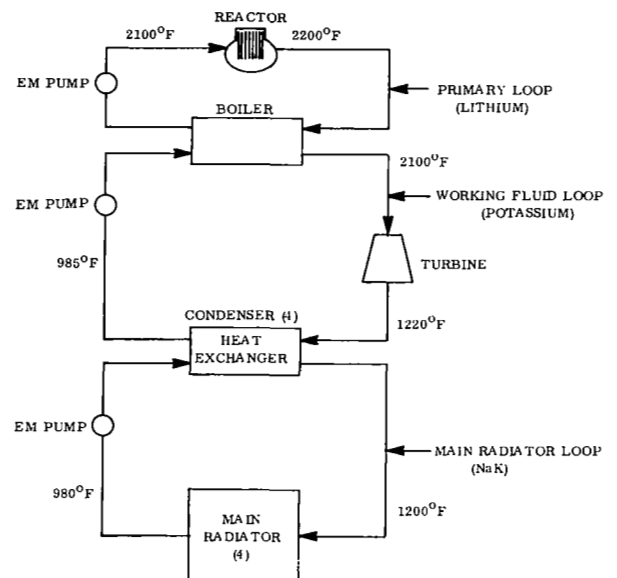 REACTOR
2100°F
2200°F
EM PUMP
PRIMARY LOOP
(LITHIUM)
BOILER
2100°F
EM PUMP
WORKING FLUID LOOP
(POTASSIUM)
985°F
TURBINE
CONDENSER (4)
1220°F
HEAT
EXCHANGER
EM PUMP
MAIN RADIATOR LOOP
(NaK)
980°F
1200°F
MAIN
RADIATOR
(4)